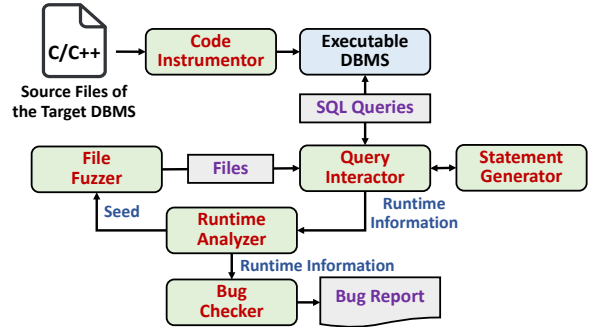 C/C++
Source Files of
the Target DBMS
Code
Instrumentor
Executable
DBMS
SQL Queries
File
Fuzzer
Files
Query
Interactor
Statement
Generator
Runtime
Information
Seed
Runtime
Analyzer
Runtime Information
Bug
Checker
Bug Report